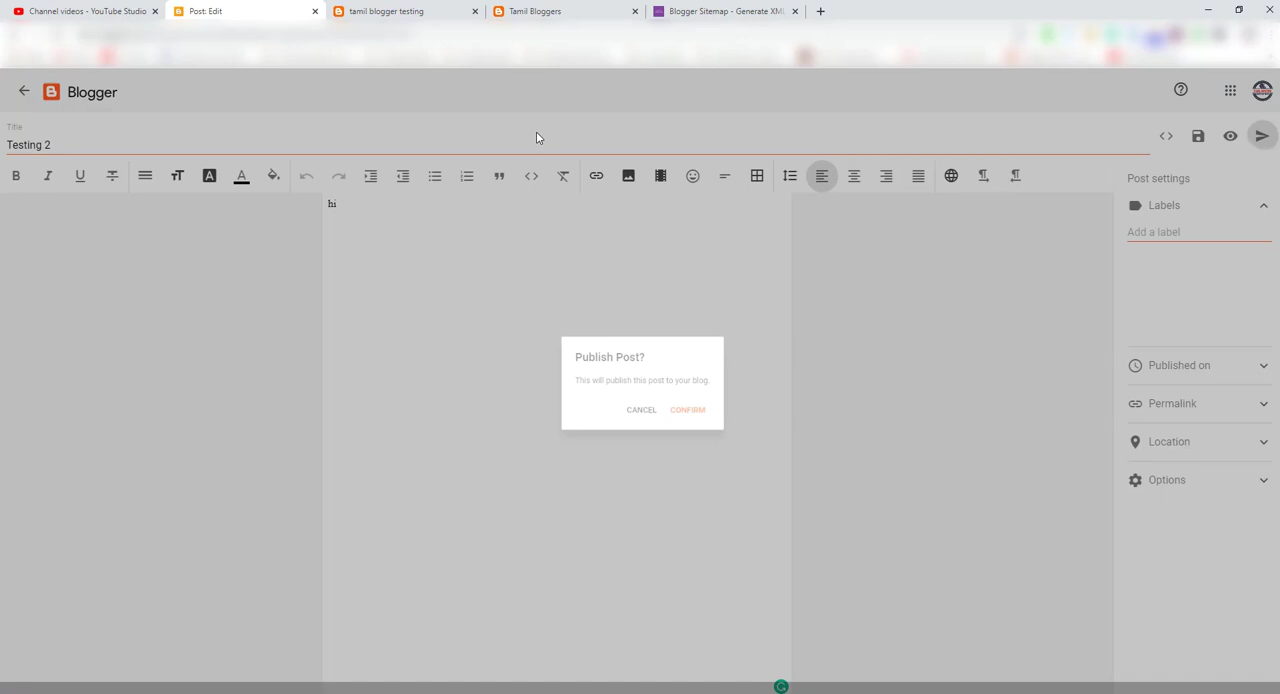 Channel videos - YouTube Studio
Post: Edit
tamil blogger testing
Tamil Bloggers
Blogger Sitemap - Generate XML
Blogger
Title
Testing 2
hi
Post settings
Labels
Add a label
Publish Post?
This will publish this post to your blog.
CANCEL CONFIRM
Published on
Permalink
Location
Options